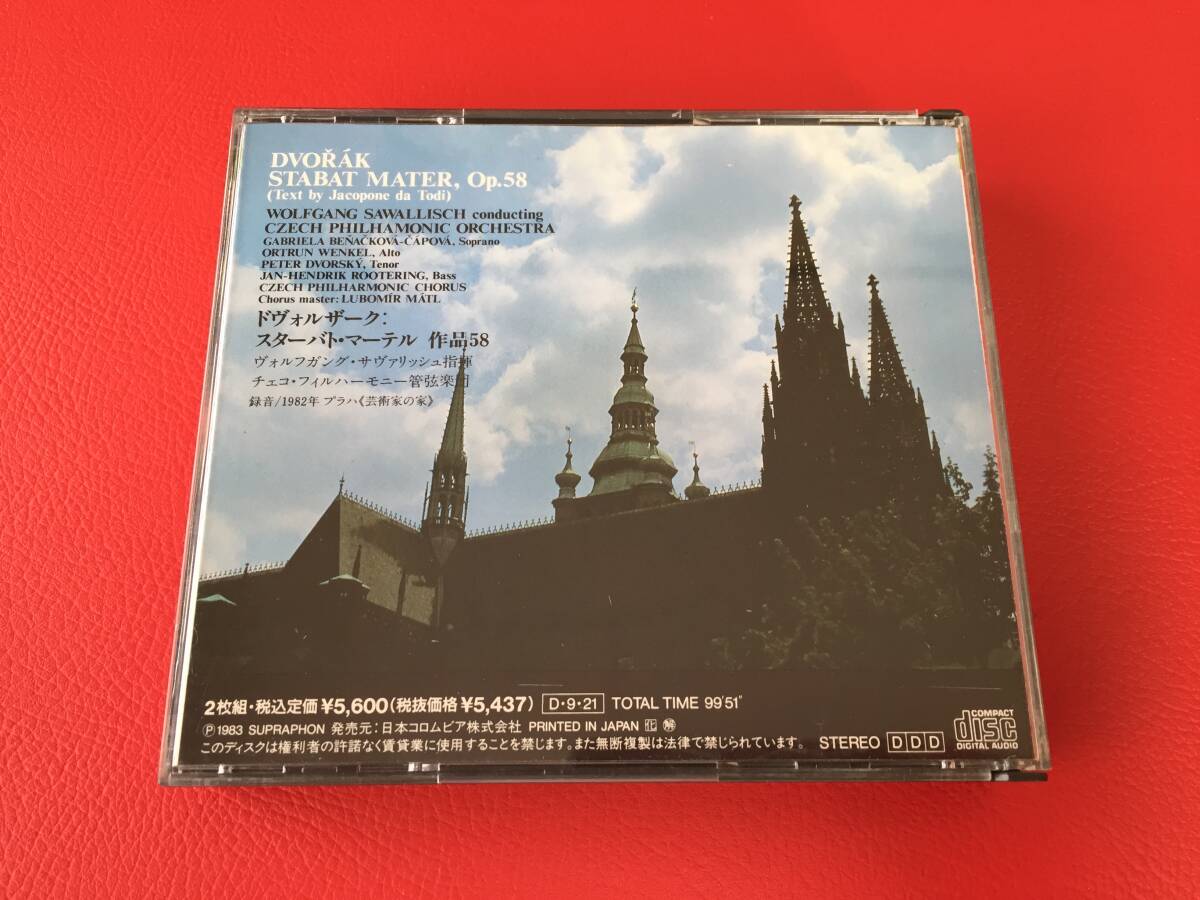 DVOŘÁK
STABAT MATER, Op.58
(Text by Jacopone da Todi)
WOLFGANG SAWALLISCH conducting
CZECH PHILHAMONIC ORCHESTRA
GABRIELA BEŇAČKOVÁ-ČÁPOVÁ, Soprano
ORTRUN WENKEL, Alto
PETER DVORSKÝ, Tenor
JAN-HENDRIK ROOTERING, Bass
CZECH PHILHARMONIC CHORUS
Chorus master: LUBOMÍR MÁTL
ドヴォルザーク:
スターバト・マーテル 作品58
ヴォルフガング・サヴァリッシュ指揮
チェコ・フィルハーモニー管弦楽団
録音/1982年 プラハ《芸術家の家》
2枚組・税込定価¥5,600(税抜価格¥5,437) D・9・21 TOTAL TIME 99'51"
Ⓟ1983 SUPRAPHON 発売元:日本コロムビア株式会社 PRINTED IN JAPAN
このディスクは権利者の許諾なく賃貸業に使用することを禁じます。また無断複製は法律で禁じられています。 STEREO DDD
COMPACT
disc
DIGITAL AUDIO